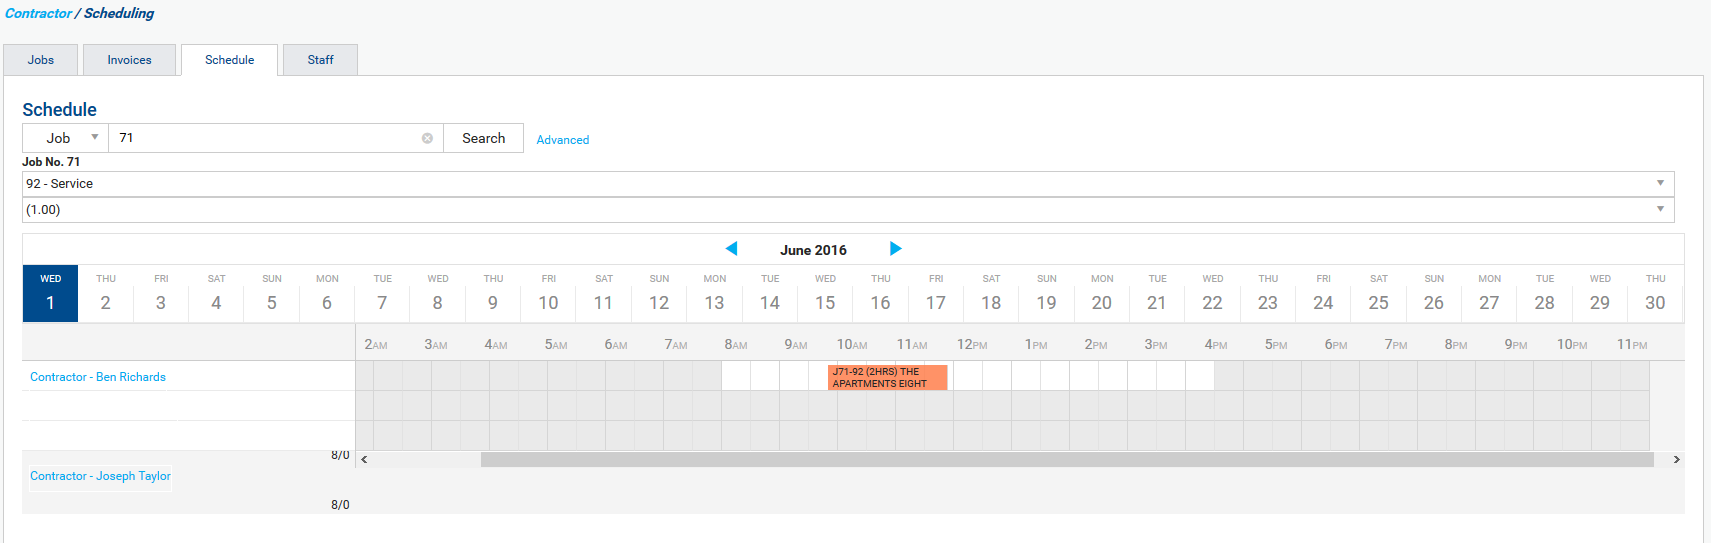 Contractor / Scheduling
Jobs Invoices Schedule Staff
Schedule
Job 71 Search Advanced
Job No. 71
92 - Service
(1.00)
June 2016
WED THU FRI SAT SUN MON TUE WED THU FRI SAT SUN MON TUE WED THU FRI SAT SUN MON TUE WED THU FRI SAT SUN MON TUE WED THU
1 2 3 4 5 6 7 8 9 10 11 12 13 14 15 16 17 18 19 20 21 22 23 24 25 26 27 28 29 30
2AM 3AM 4AM 5AM 6AM 7AM 8AM 9AM 10AM 11AM 12PM 1PM 2PM 3PM 4PM 5PM 6PM 7PM 8PM 9PM 10PM 11PM
Contractor - Ben Richards
J71-92 (2HRS) THE
APARTMENTS EIGHT
8/0
Contractor - Joseph Taylor
8/0